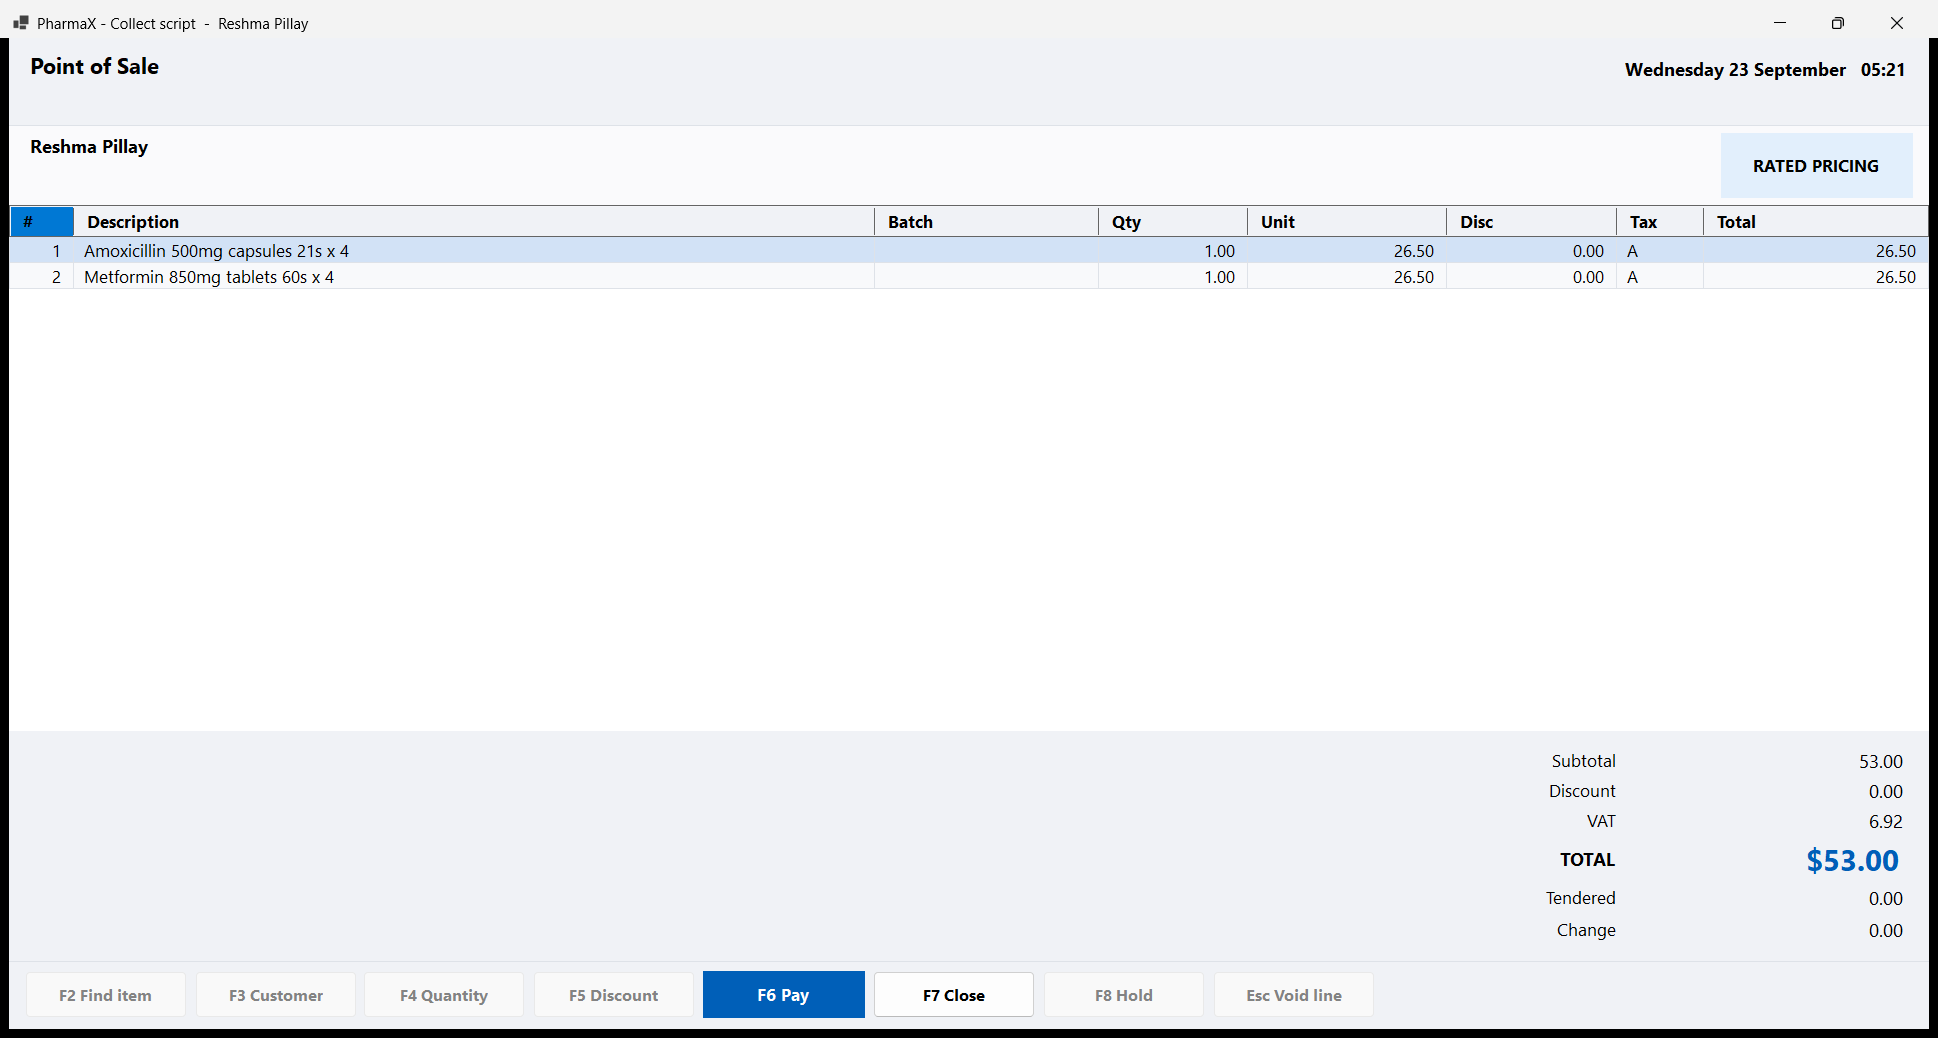 PharmaX - Collect script - Reshma Pillay
Point of Sale
Wednesday 23 September 05:21
Reshma Pillay
RATED PRICING
# Description Batch Qty Unit Disc Tax Total
1 Amoxicillin 500mg capsules 21s x 4 1.00 26.50 0.00 A 26.50
2 Metformin 850mg tablets 60s x 4 1.00 26.50 0.00 A 26.50
Subtotal 53.00
Discount 0.00
VAT 6.92
TOTAL $53.00
Tendered 0.00
Change 0.00
F2 Find item F3 Customer F4 Quantity F5 Discount F6 Pay F7 Close F8 Hold Esc Void line